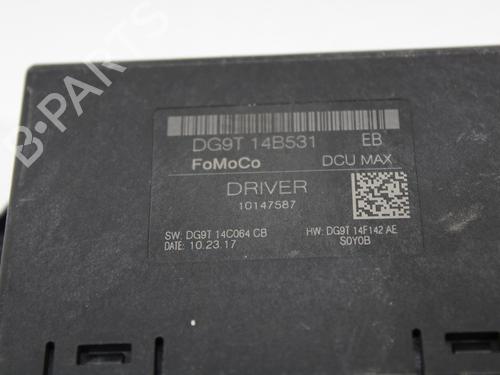 DG9T 14B531 EB
FoMoCo DCU MAX
DRIVER
10147587
SW: DG9T 14C064 CB HW: DG9T 14F142 AE
DATE: 10.23.17 S0Y0B
B-PARTS